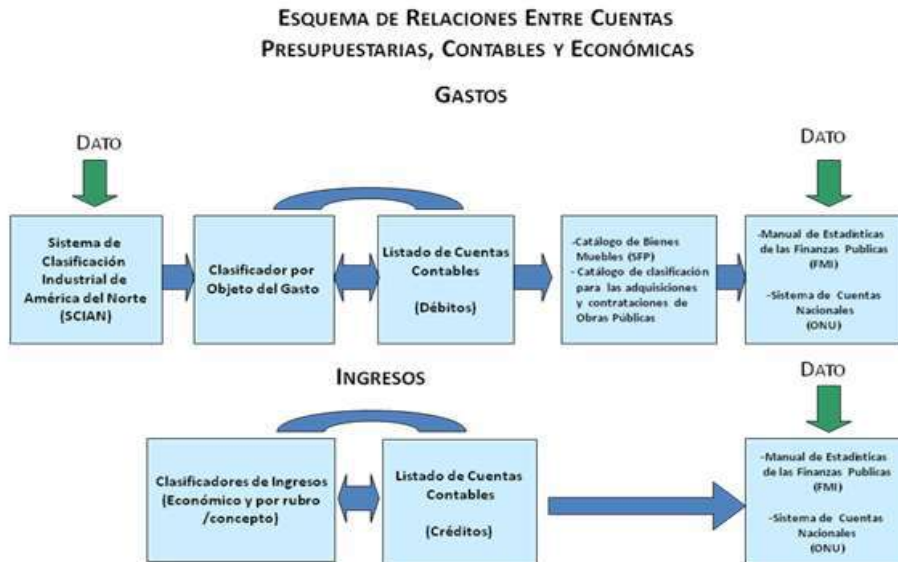 ESQUEMA DE RELACIONES ENTRE CUENTAS
PRESUPUESTARIAS, CONTABLES Y ECONÓMICAS
GASTOS
DATO
DATO
Sistema de
Clasificación
Industrial de
América del Norte
(SCIAN)
Clasificador por
Objeto del Gasto
Listado de Cuentas
Contables
(Débitos)
-Catálogo de Bienes
Muebles (SFP)
- Catálogo de clasificación
para las adquisiciones
y contrataciones de
Obras Públicas
-Manual de Estadísticas
de las Finanzas Publicas
(FMI)
-Sistema de Cuentas
Nacionales
(ONU)
INGRESOS
DATO
Clasificadores de Ingresos
(Económico y por rubro
/concepto)
Listado de Cuentas
Contables
(Créditos)
-Manual de Estadísticas
de las Finanzas Publicas
(FMI)
-Sistema de Cuentas
Nacionales
(ONU)